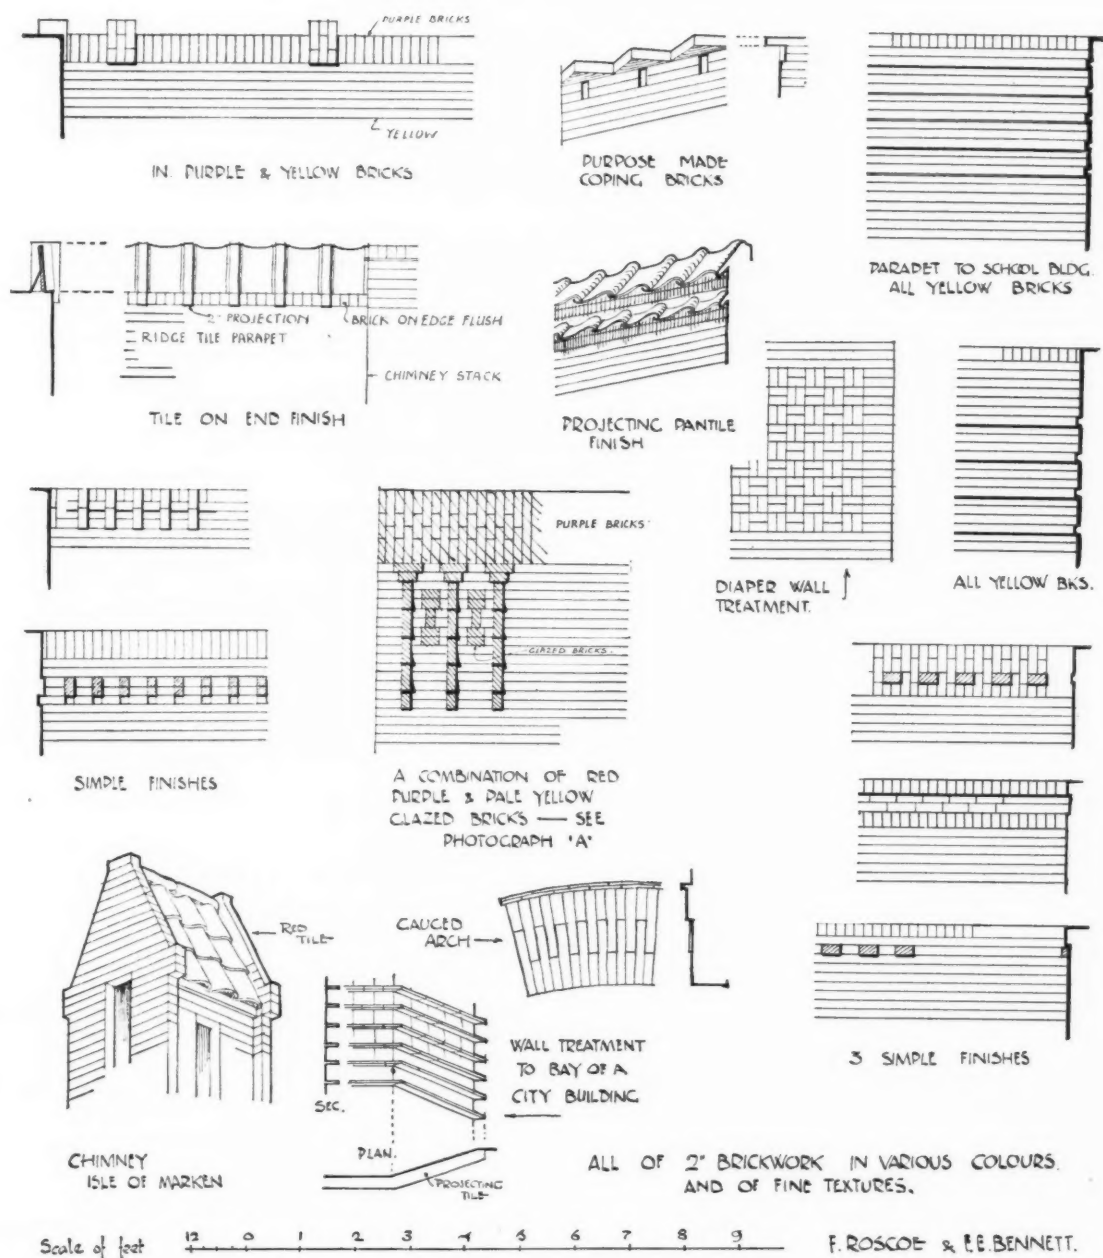 PURPLE BRICKS
YELLOW
IN PURPLE & YELLOW BRICKS
PURPOSE MADE
COPING BRICKS
PARAPET TO SCHOOL BLDG.
ALL YELLOW BRICKS
2" PROJECTION
BRICK ON EDGE FLUSH
RIDGE TILE PARAPET
CHIMNEY STACK
TILE ON END FINISH
PROJECTING PANTILE
FINISH
PURPLE BRICKS
GLAZED BRICKS
DIAPER WALL
TREATMENT.
ALL YELLOW BKS.
SIMPLE FINISHES
A COMBINATION OF RED
PURPLE & PALE YELLOW
GLAZED BRICKS — SEE
PHOTOGRAPH 'A'
RED
TILE
GAUGED
ARCH
WALL TREATMENT
TO BAY OF A
CITY BUILDING
SEC.
PLAN.
PROJECTING
TILE
3 SIMPLE FINISHES
CHIMNEY
ISLE OF MARKEN
ALL OF 2" BRICKWORK IN VARIOUS COLOURS.
AND OF FINE TEXTURES.
Scale of feet 12 0 1 2 3 4 5 6 7 8 9
F. ROSCOE & E.E. BENNETT.